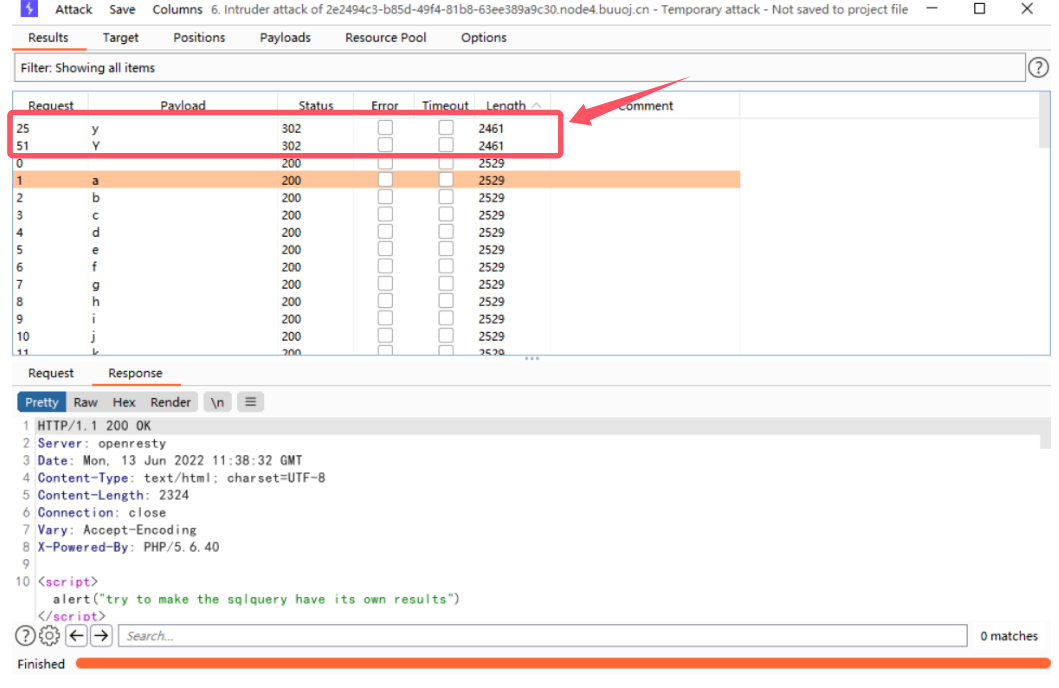 Attack Save Columns 6. Intruder attack of 2e2494c3-b85d-49f4-81b8-63ee389a9c30.node4.buuoj.cn - Temporary attack - Not saved to project file
Results Target Positions Payloads Resource Pool Options
Filter: Showing all items
Request Payload Status Error Timeout Length Comment
25 y 302 2461
51 Y 302 2461
0 200 2529
1 a 200 2529
2 b 200 2529
3 c 200 2529
4 d 200 2529
5 e 200 2529
6 f 200 2529
7 g 200 2529
8 h 200 2529
9 i 200 2529
10 j 200 2529
11 k 200 2529
Request Response
Pretty Raw Hex Render \n
1 HTTP/1.1 200 OK
2 Server: openresty
3 Date: Mon, 13 Jun 2022 11:38:32 GMT
4 Content-Type: text/html; charset=UTF-8
5 Content-Length: 2324
6 Connection: close
7 Vary: Accept-Encoding
8 X-Powered-By: PHP/5.6.40
9
10 <script>
alert("try to make the sqlquery have its own results")
</script>
Search... 0 matches
Finished